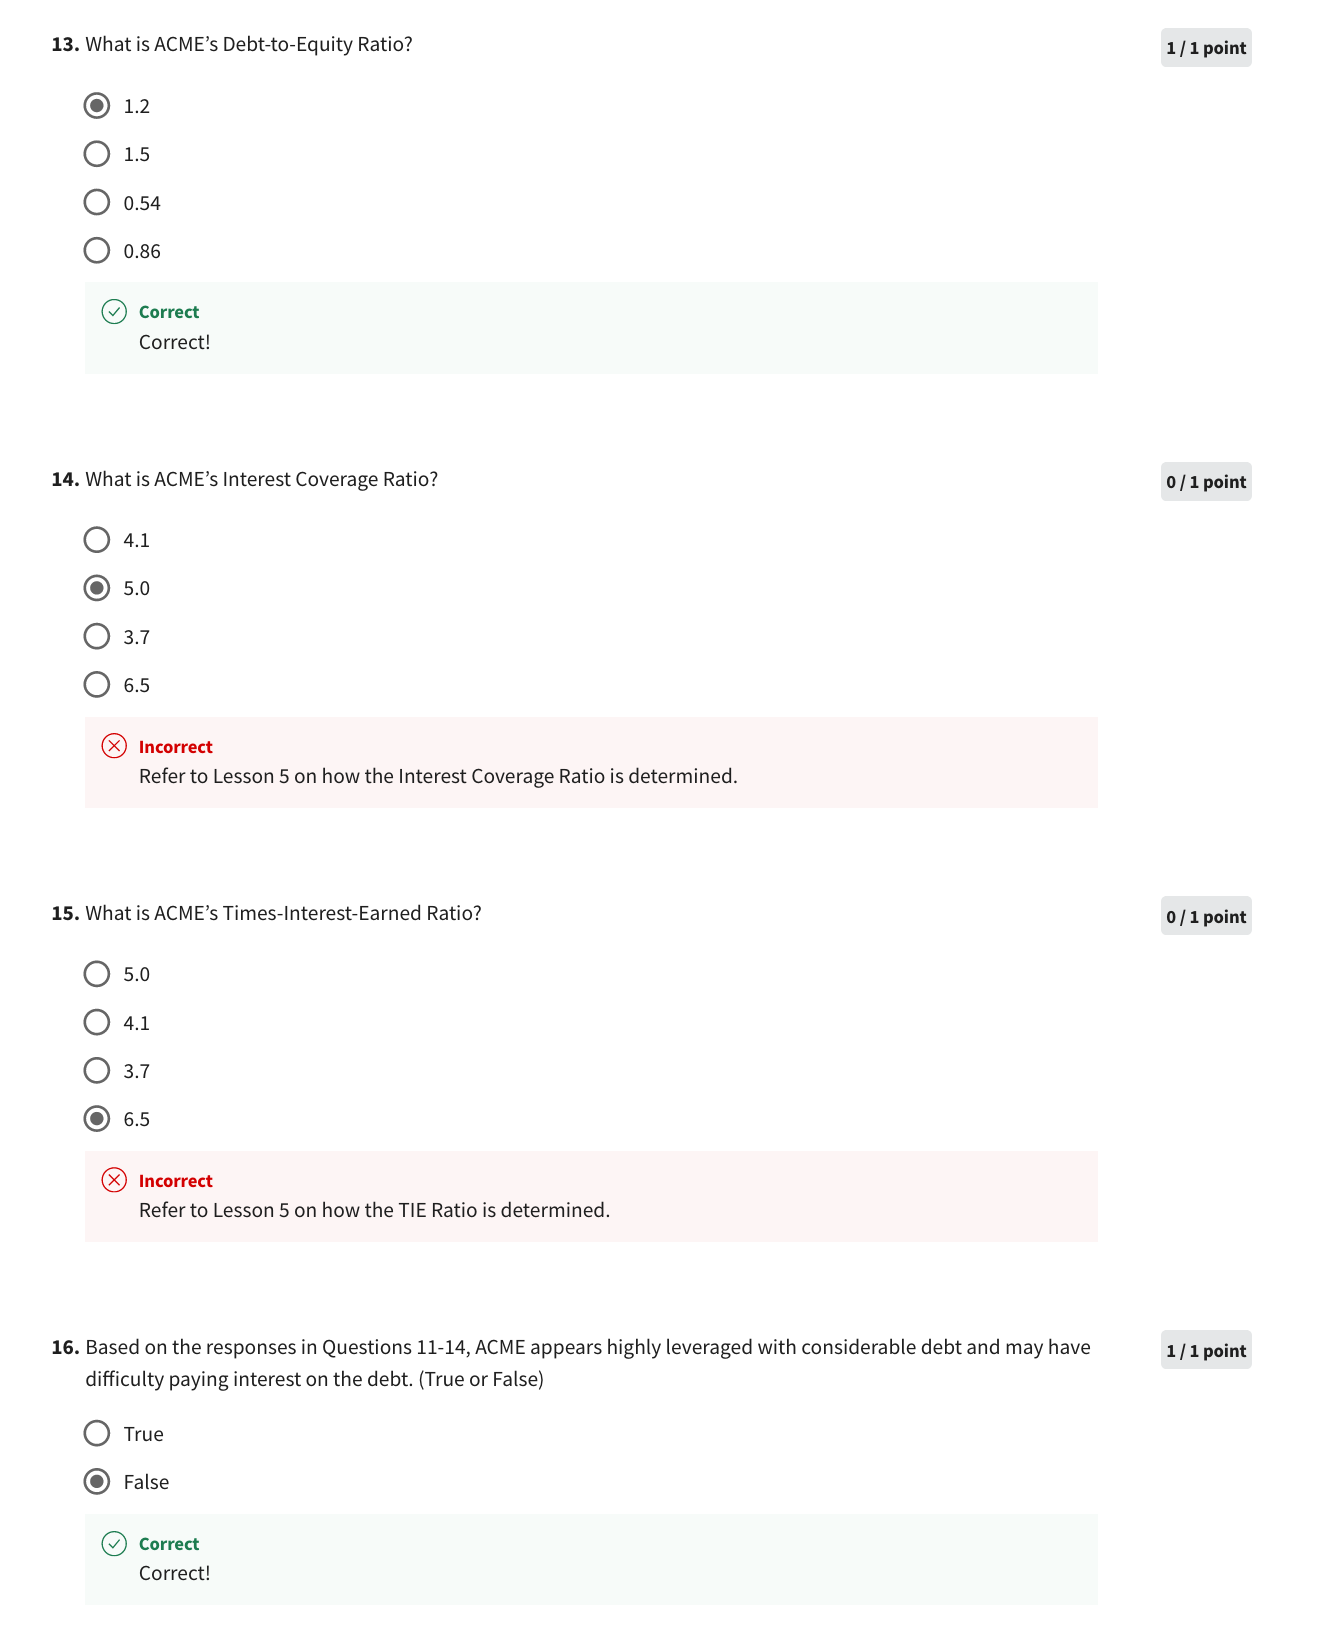 13. What is ACME’s Debt-to-Equity Ratio?
1 / 1 point
1.2
1.5
0.54
0.86
Correct
Correct!
14. What is ACME’s Interest Coverage Ratio?
0 / 1 point
4.1
5.0
3.7
6.5
Incorrect
Refer to Lesson 5 on how the Interest Coverage Ratio is determined.
15. What is ACME’s Times-Interest-Earned Ratio?
0 / 1 point
5.0
4.1
3.7
6.5
Incorrect
Refer to Lesson 5 on how the TIE Ratio is determined.
16. Based on the responses in Questions 11-14, ACME appears highly leveraged with considerable debt and may have
1 / 1 point
difficulty paying interest on the debt. (True or False)
True
False
Correct
Correct!